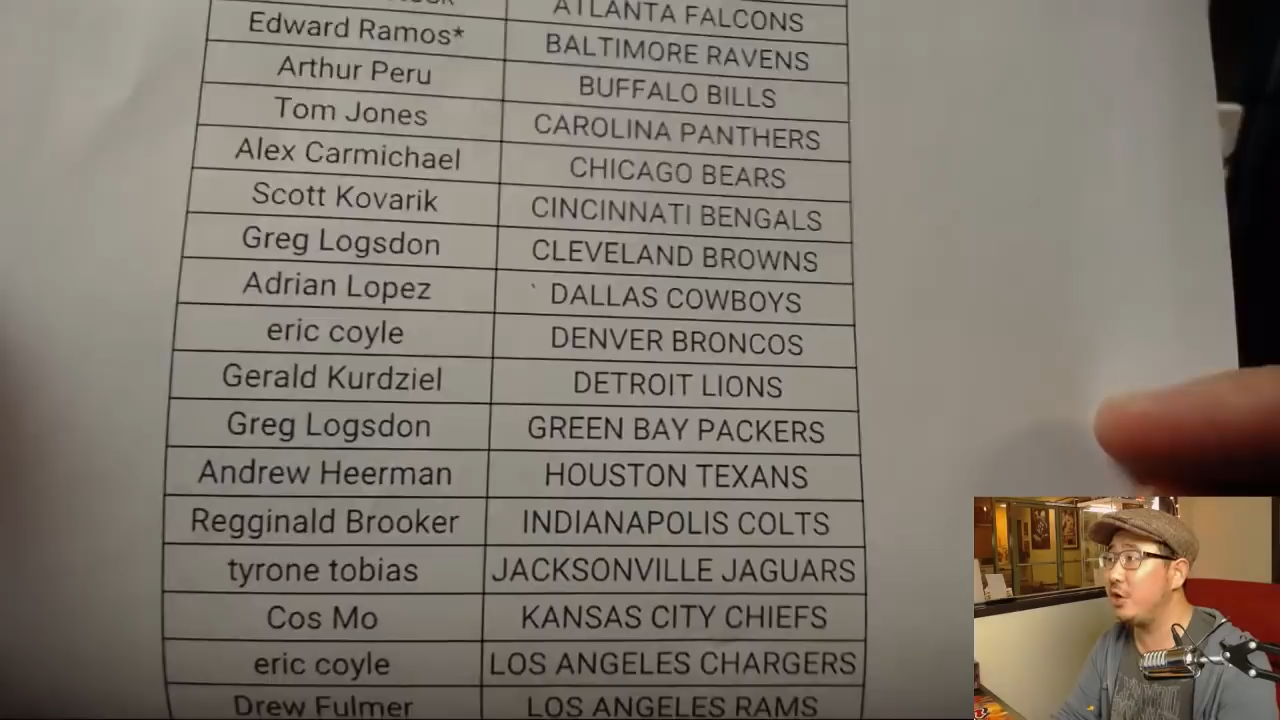 ATLANTA FALCONS
Edward Ramos* BALTIMORE RAVENS
Arthur Peru BUFFALO BILLS
Tom Jones CAROLINA PANTHERS
Alex Carmichael CHICAGO BEARS
Scott Kovarik CINCINNATI BENGALS
Greg Logsdon CLEVELAND BROWNS
Adrian Lopez DALLAS COWBOYS
eric coyle DENVER BRONCOS
Gerald Kurdziel DETROIT LIONS
Greg Logsdon GREEN BAY PACKERS
Andrew Heerman HOUSTON TEXANS
Regginald Brooker INDIANAPOLIS COLTS
tyrone tobias JACKSONVILLE JAGUARS
Cos Mo KANSAS CITY CHIEFS
eric coyle LOS ANGELES CHARGERS
Drew Fulmer LOS ANGELES RAMS